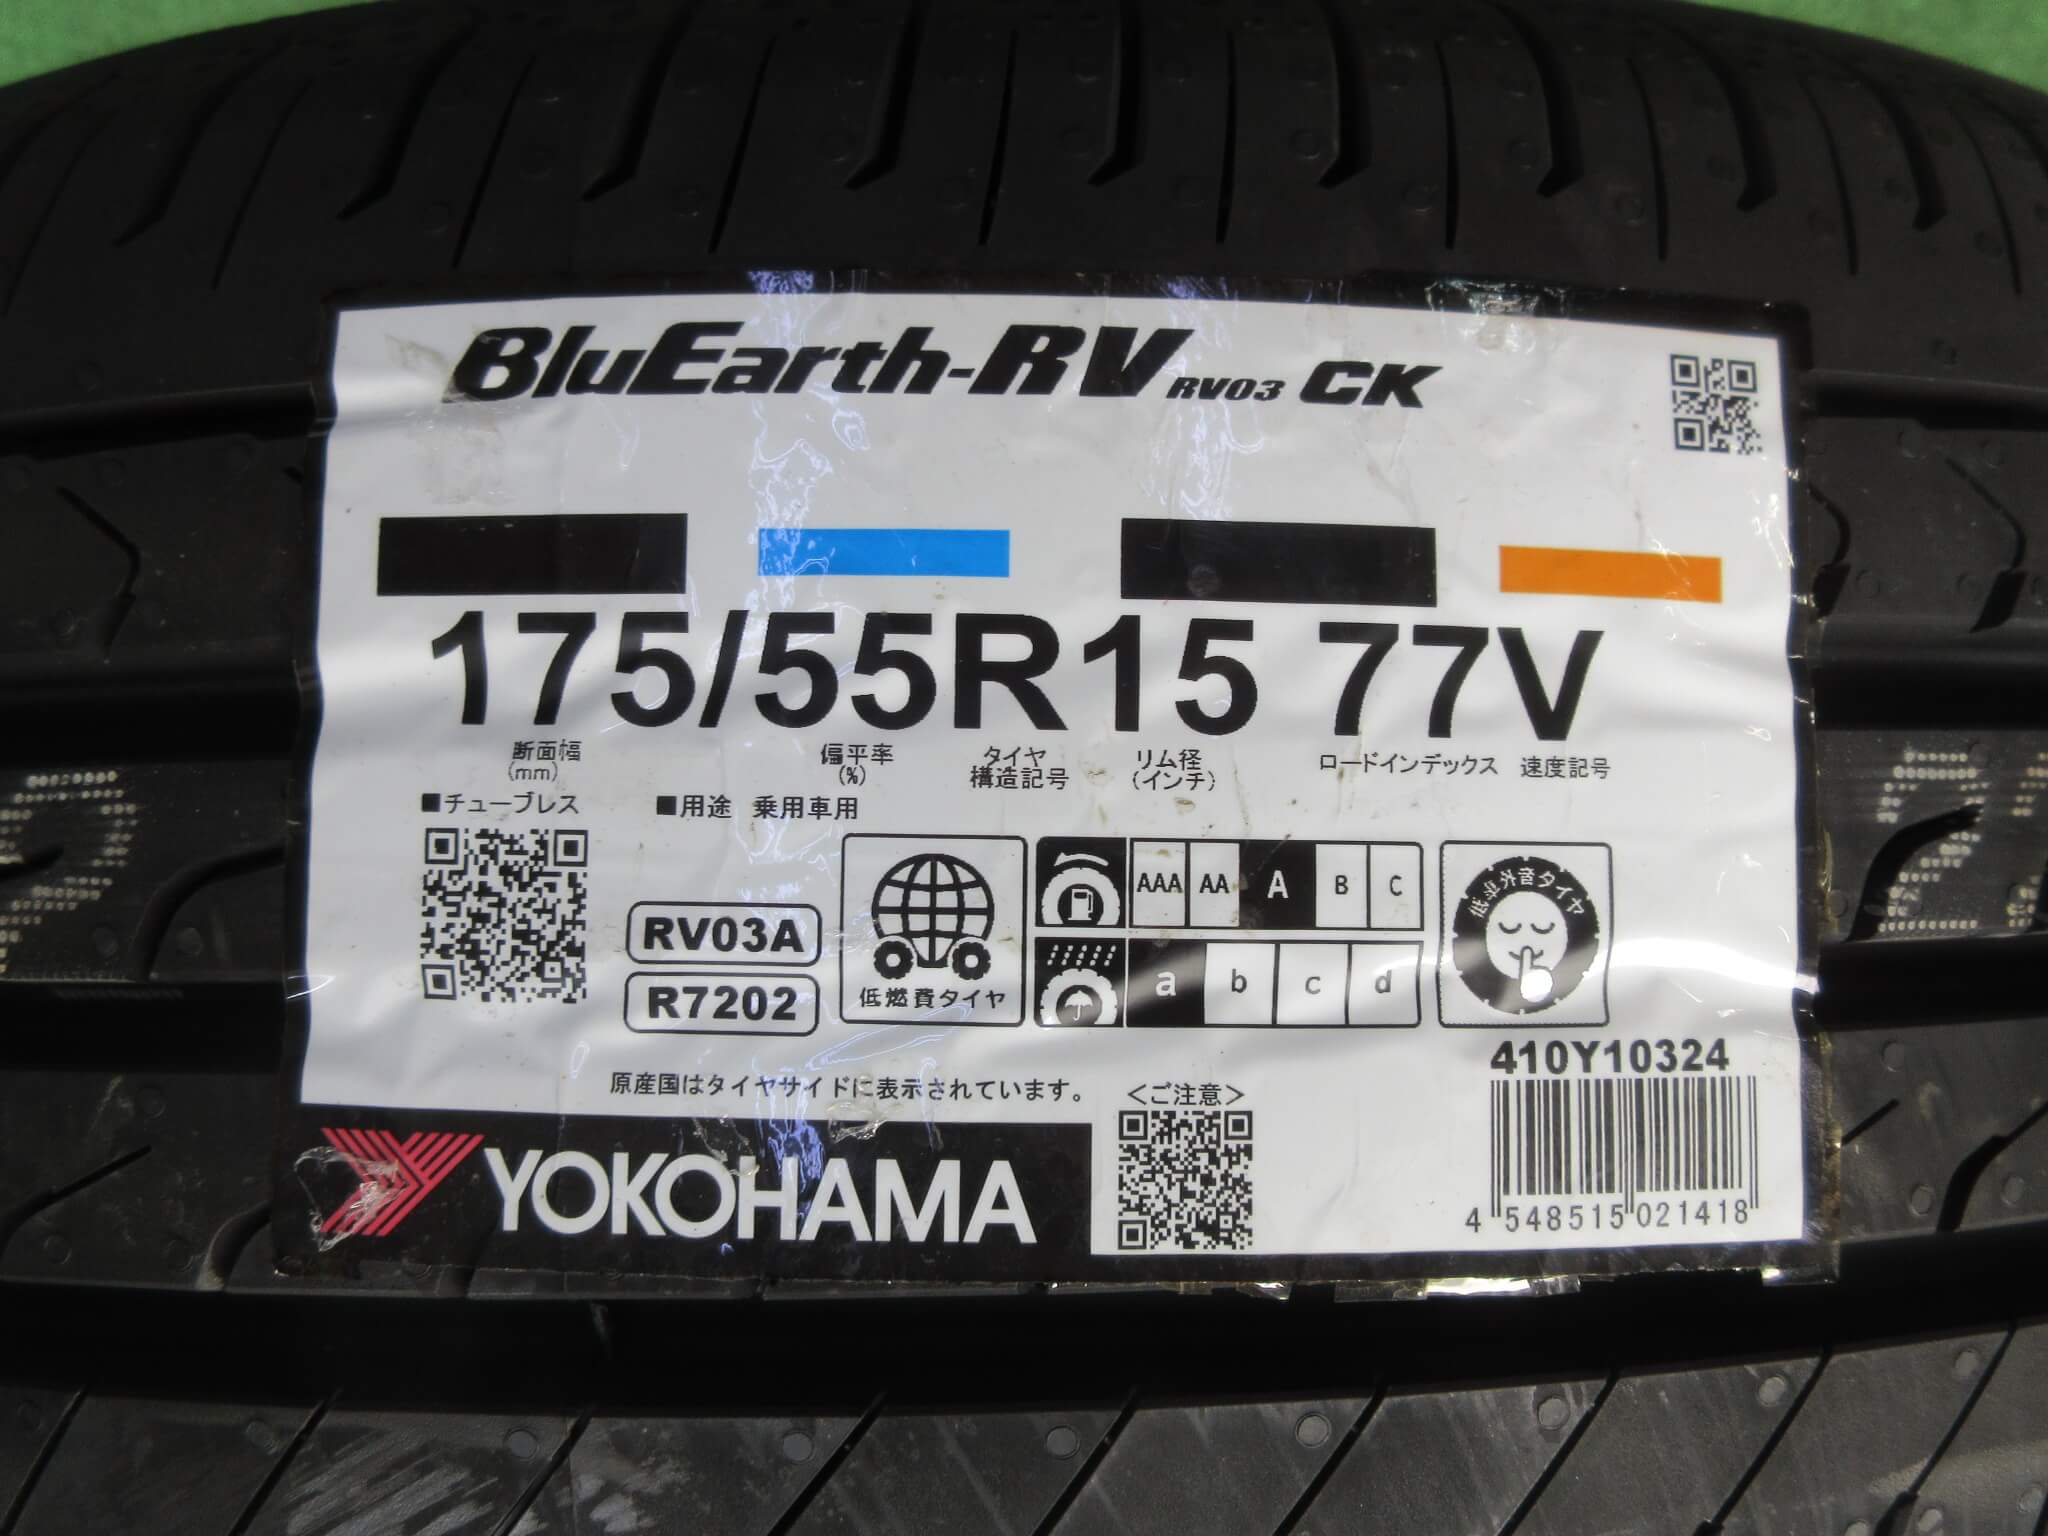 BluEarth-RV RV03 CK
175/55R15 77V
断面幅 偏平率 タイヤ リム径 ロードインデックス 速度記号
(mm) (%) 構造記号 (インチ)
■チューブレス ■用途 乗用車用
低車外音タイヤ
AAA AA A B C
RV03A
a b c d
R7202
低燃費タイヤ
410Y10324
原産国はタイヤサイドに表示されています。
<ご注意>
YOKOHAMA
4 548515 021418